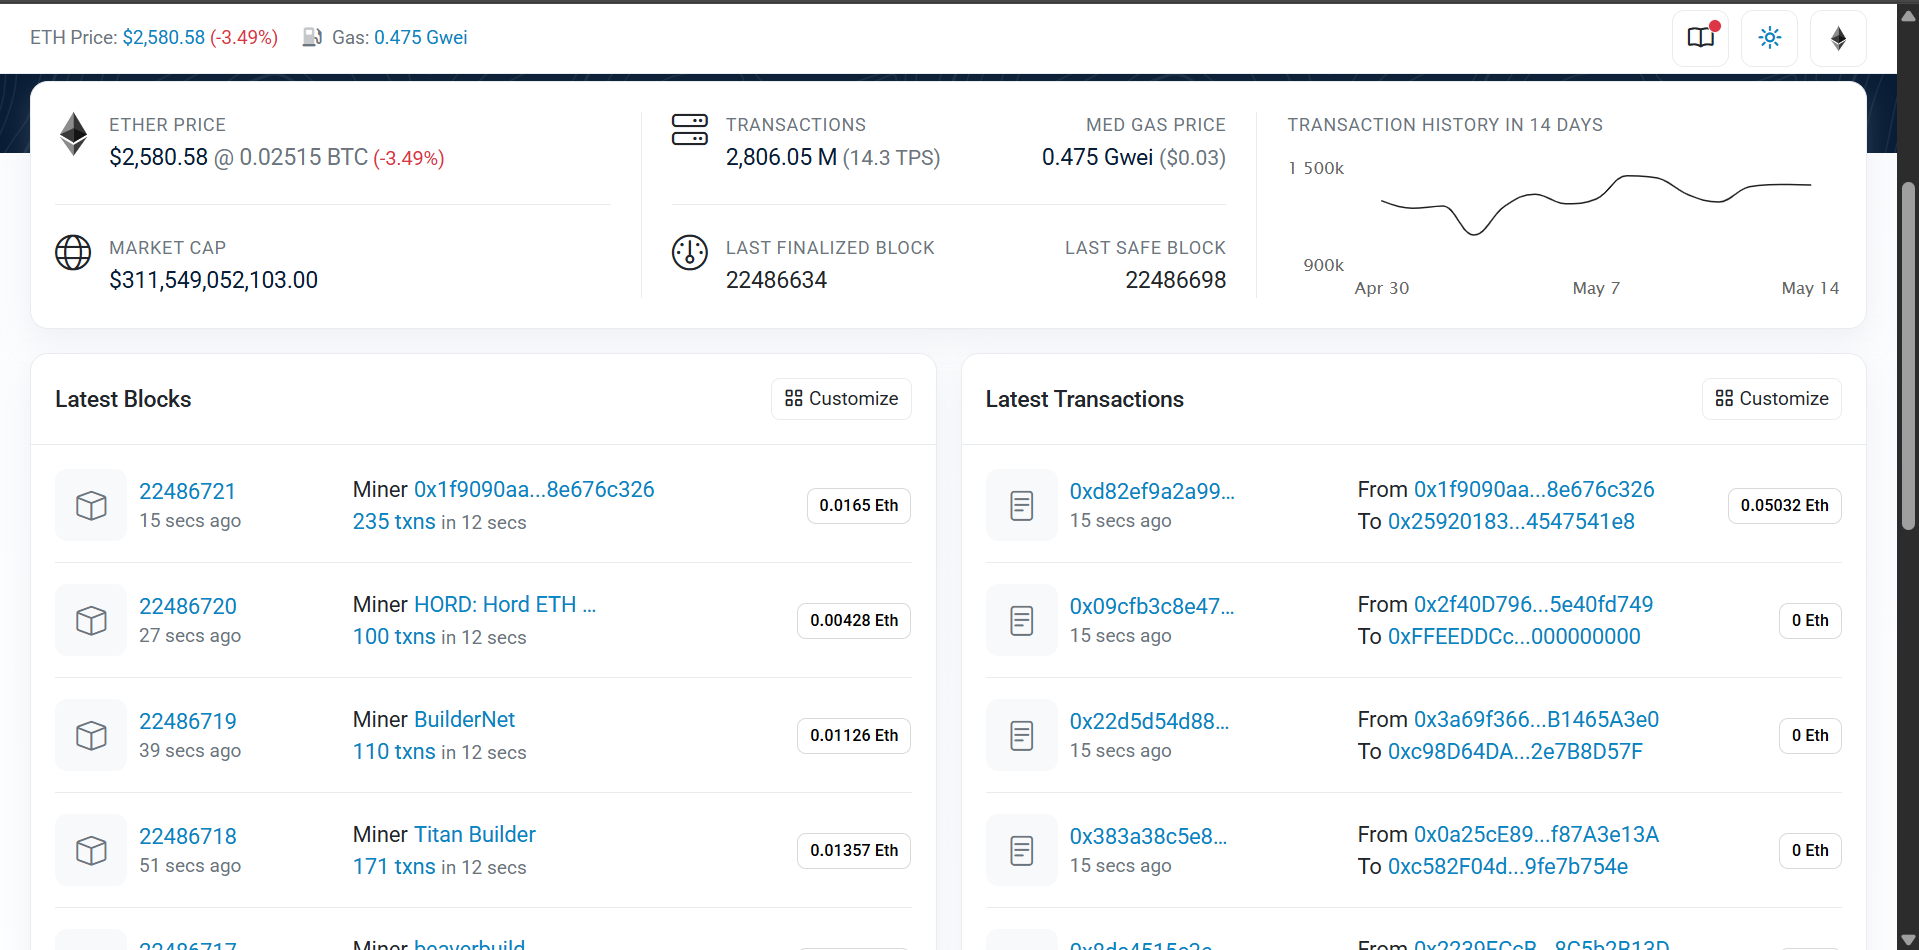 ETH Price: $2,580.58 (-3.49%) Gas: 0.475 Gwei
ETHER PRICE
$2,580.58 @ 0.02515 BTC (-3.49%)
MARKET CAP
$311,549,052,103.00
TRANSACTIONS
2,806.05 M (14.3 TPS)
MED GAS PRICE
0.475 Gwei ($0.03)
LAST FINALIZED BLOCK
22486634
LAST SAFE BLOCK
22486698
TRANSACTION HISTORY IN 14 DAYS
1 500k
900k
Apr 30 May 7 May 14
Latest Blocks
Customize
22486721
15 secs ago
Miner 0x1f9090aa...8e676c326
235 txns in 12 secs
0.0165 Eth
22486720
27 secs ago
Miner HORD: Hord ETH ...
100 txns in 12 secs
0.00428 Eth
22486719
39 secs ago
Miner BuilderNet
110 txns in 12 secs
0.01126 Eth
22486718
51 secs ago
Miner Titan Builder
171 txns in 12 secs
0.01357 Eth
22486717
Miner beaverbuild
Latest Transactions
Customize
0xd82ef9a2a99...
15 secs ago
From 0x1f9090aa...8e676c326
To 0x25920183...4547541e8
0.05032 Eth
0x09cfb3c8e47...
15 secs ago
From 0x2f40D796...5e40fd749
To 0xFFEEDDCc...000000000
0 Eth
0x22d5d54d88...
15 secs ago
From 0x3a69f366...B1465A3e0
To 0xc98D64DA...2e7B8D57F
0 Eth
0x383a38c5e8...
15 secs ago
From 0x0a25cE89...f87A3e13A
To 0xc582F04d...9fe7b754e
0 Eth
From